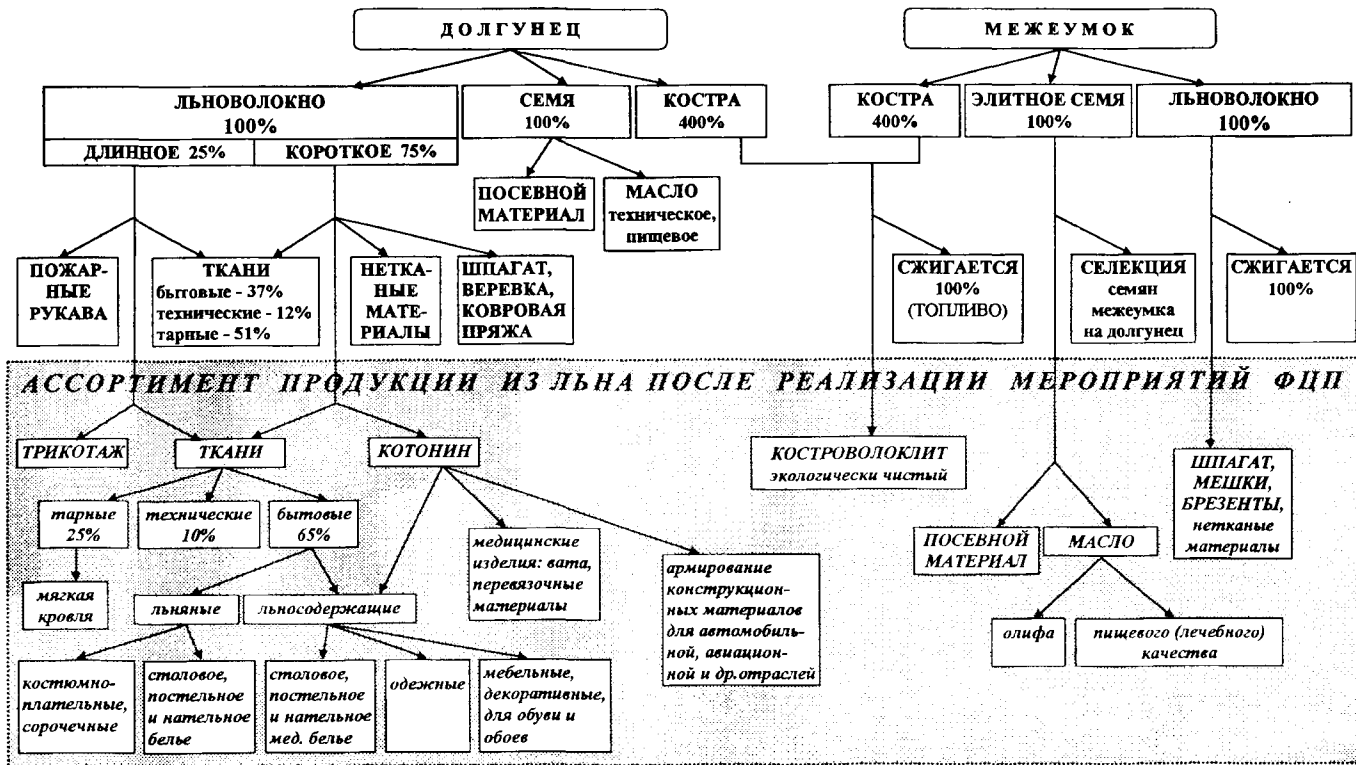 ДОЛГУНЕЦ
МЕЖЕУМОК
ЛЬНОВОЛОКНО
100%
ДЛИННОЕ 25%
КОРОТКОЕ 75%
СЕМЯ
100%
КОСТРА
400%
КОСТРА
400%
ЭЛИТНОЕ СЕМЯ
100%
ЛЬНОВОЛОКНО
100%
ПОСЕВНОЙ
МАТЕРИАЛ
МАСЛО
техническое,
пищевое
ПОЖАР-
НЫЕ
РУКАВА
ТКАНИ
бытовые - 37%
технические - 12%
тарные - 51%
НЕТКА-
НЫЕ
МАТЕ-
РИАЛЫ
ШПАГАТ,
ВЕРЕВКА,
КОВРОВАЯ
ПРЯЖА
СЖИГАЕТСЯ
100%
(ТОПЛИВО)
СЕЛЕКЦИЯ
семян
межеумка
на долгунец
СЖИГАЕТСЯ
100%
АССОРТИМЕНТ ПРОДУКЦИИ ИЗ ЛЬНА ПОСЛЕ РЕАЛИЗАЦИИ МЕРОПРИЯТИЙ ФЦП
ТРИКОТАЖ
ТКАНИ
КОТОНИН
КОСТРОВОЛОКЛИТ
экологически чистый
ШПАГАТ,
МЕШКИ,
БРЕЗЕНТЫ,
нетканые
материалы
тарные
25%
технические
10%
бытовые
65%
медицинские
изделия: вата,
перевязочные
материалы
армирование
конструкцион-
ных материалов
для автомобиль-
ной, авиацион-
ной и др.отраслей
ПОСЕВНОЙ
МАТЕРИАЛ
МАСЛО
мягкая
кровля
льняные
льносодержащие
олифа
пищевого (лечебного)
качества
костюмно-
плательные,
сорочечные
столовое,
постельное
и нательное
белье
столовое,
постельное
и нательное
мед. белье
одежные
мебельные,
декоративные,
для обуви и
обоев